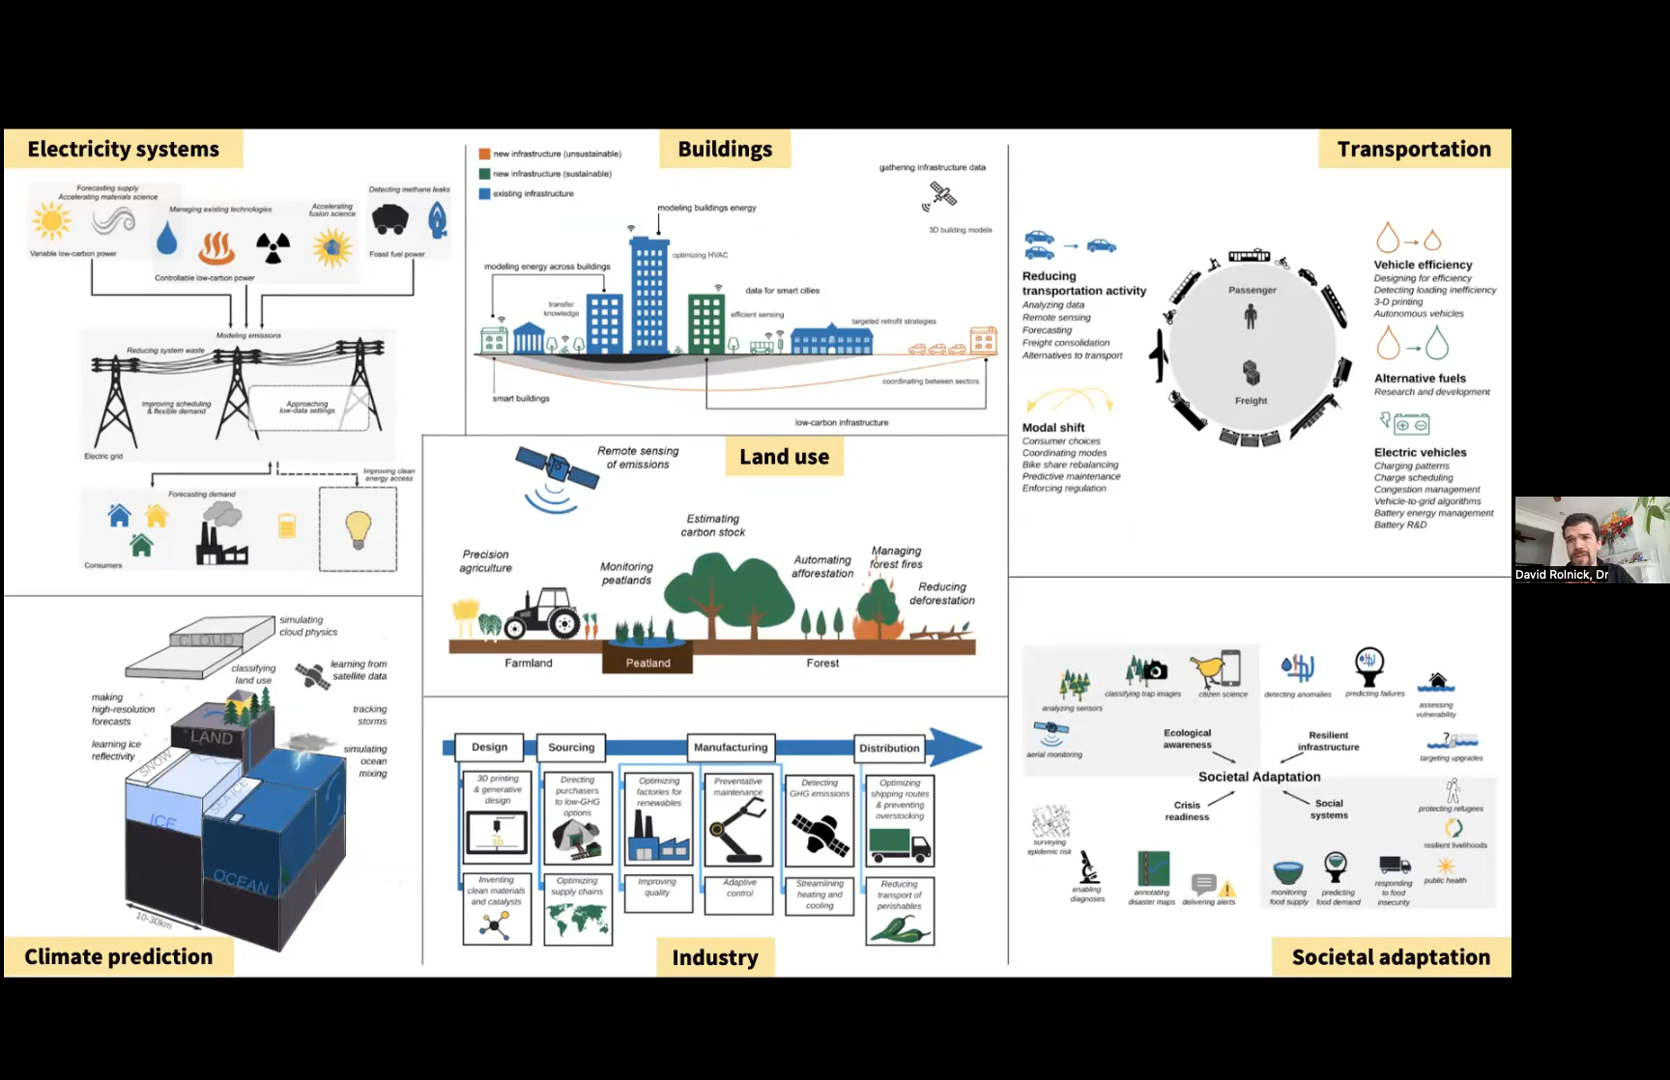 Electricity systems
Forecasting supply
Accelerating materials science
Managing existing technologies
Accelerating
fusion science
Detecting methane leaks
Variable low-carbon power
Controllable low-carbon power
Fossil fuel power
Modeling emissions
Reducing system waste
Improving scheduling
& flexible demand
Approaching
low-data settings
Electric grid
Improving clean
energy access
Forecasting demand
Consumers
Buildings
new infrastructure (unsustainable)
new infrastructure (sustainable)
existing infrastructure
gathering infrastructure data
3D building models
modeling buildings energy
optimizing HVAC
modeling energy across buildings
transfer
knowledge
data for smart cities
efficient sensing
targeted retrofit strategies
coordinating between sectors
smart buildings
low-carbon infrastructure
Transportation
Reducing
transportation activity
Analyzing data
Remote sensing
Forecasting
Freight consolidation
Alternatives to transport
Modal shift
Consumer choices
Coordinating modes
Bike share rebalancing
Predictive maintenance
Enforcing regulation
Passenger
Freight
Vehicle efficiency
Designing for efficiency
Detecting loading inefficiency
3-D printing
Autonomous vehicles
Alternative fuels
Research and development
Electric vehicles
Charging patterns
Charge scheduling
Congestion management
Vehicle-to-grid algorithms
Battery energy management
Battery R&D
Land use
Remote sensing
of emissions
Precision
agriculture
Monitoring
peatlands
Estimating
carbon stock
Automating
afforestation
Managing
forest fires
Reducing
deforestation
Farmland
Peatland
Forest
Climate prediction
simulating
cloud physics
CLOUD
classifying
land use
learning from
satellite data
making
high-resolution
forecasts
tracking
storms
learning ice
reflectivity
simulating
ocean
mixing
LAND
SNOW
ICE
SEA ICE
OCEAN
10-30km
Industry
Design
Sourcing
Manufacturing
Distribution
3D printing
& generative
design
Directing
purchasers
to low-GHG
options
Optimizing
factories for
renewables
Preventative
maintenance
Detecting
GHG emissions
Optimizing
shipping routes
& preventing
overstocking
Inventing
clean materials
and catalysts
Optimizing
supply chains
Improving
quality
Adaptive
control
Streamlining
heating and
cooling
Reducing
transport of
perishables
Societal adaptation
analyzing sensors
classifying trap images
citizen science
detecting anomalies
predicting failures
assessing
vulnerability
aerial monitoring
Ecological
awareness
Resilient
infrastructure
targeting upgrades
Societal Adaptation
Crisis
readiness
Social
systems
protecting refugees
surveying
epidemic risk
resilient livelihoods
enabling
diagnoses
annotating
disaster maps
delivering alerts
monitoring
food supply
predicting
food demand
responding
to food
insecurity
public health
David Rolnick, Dr